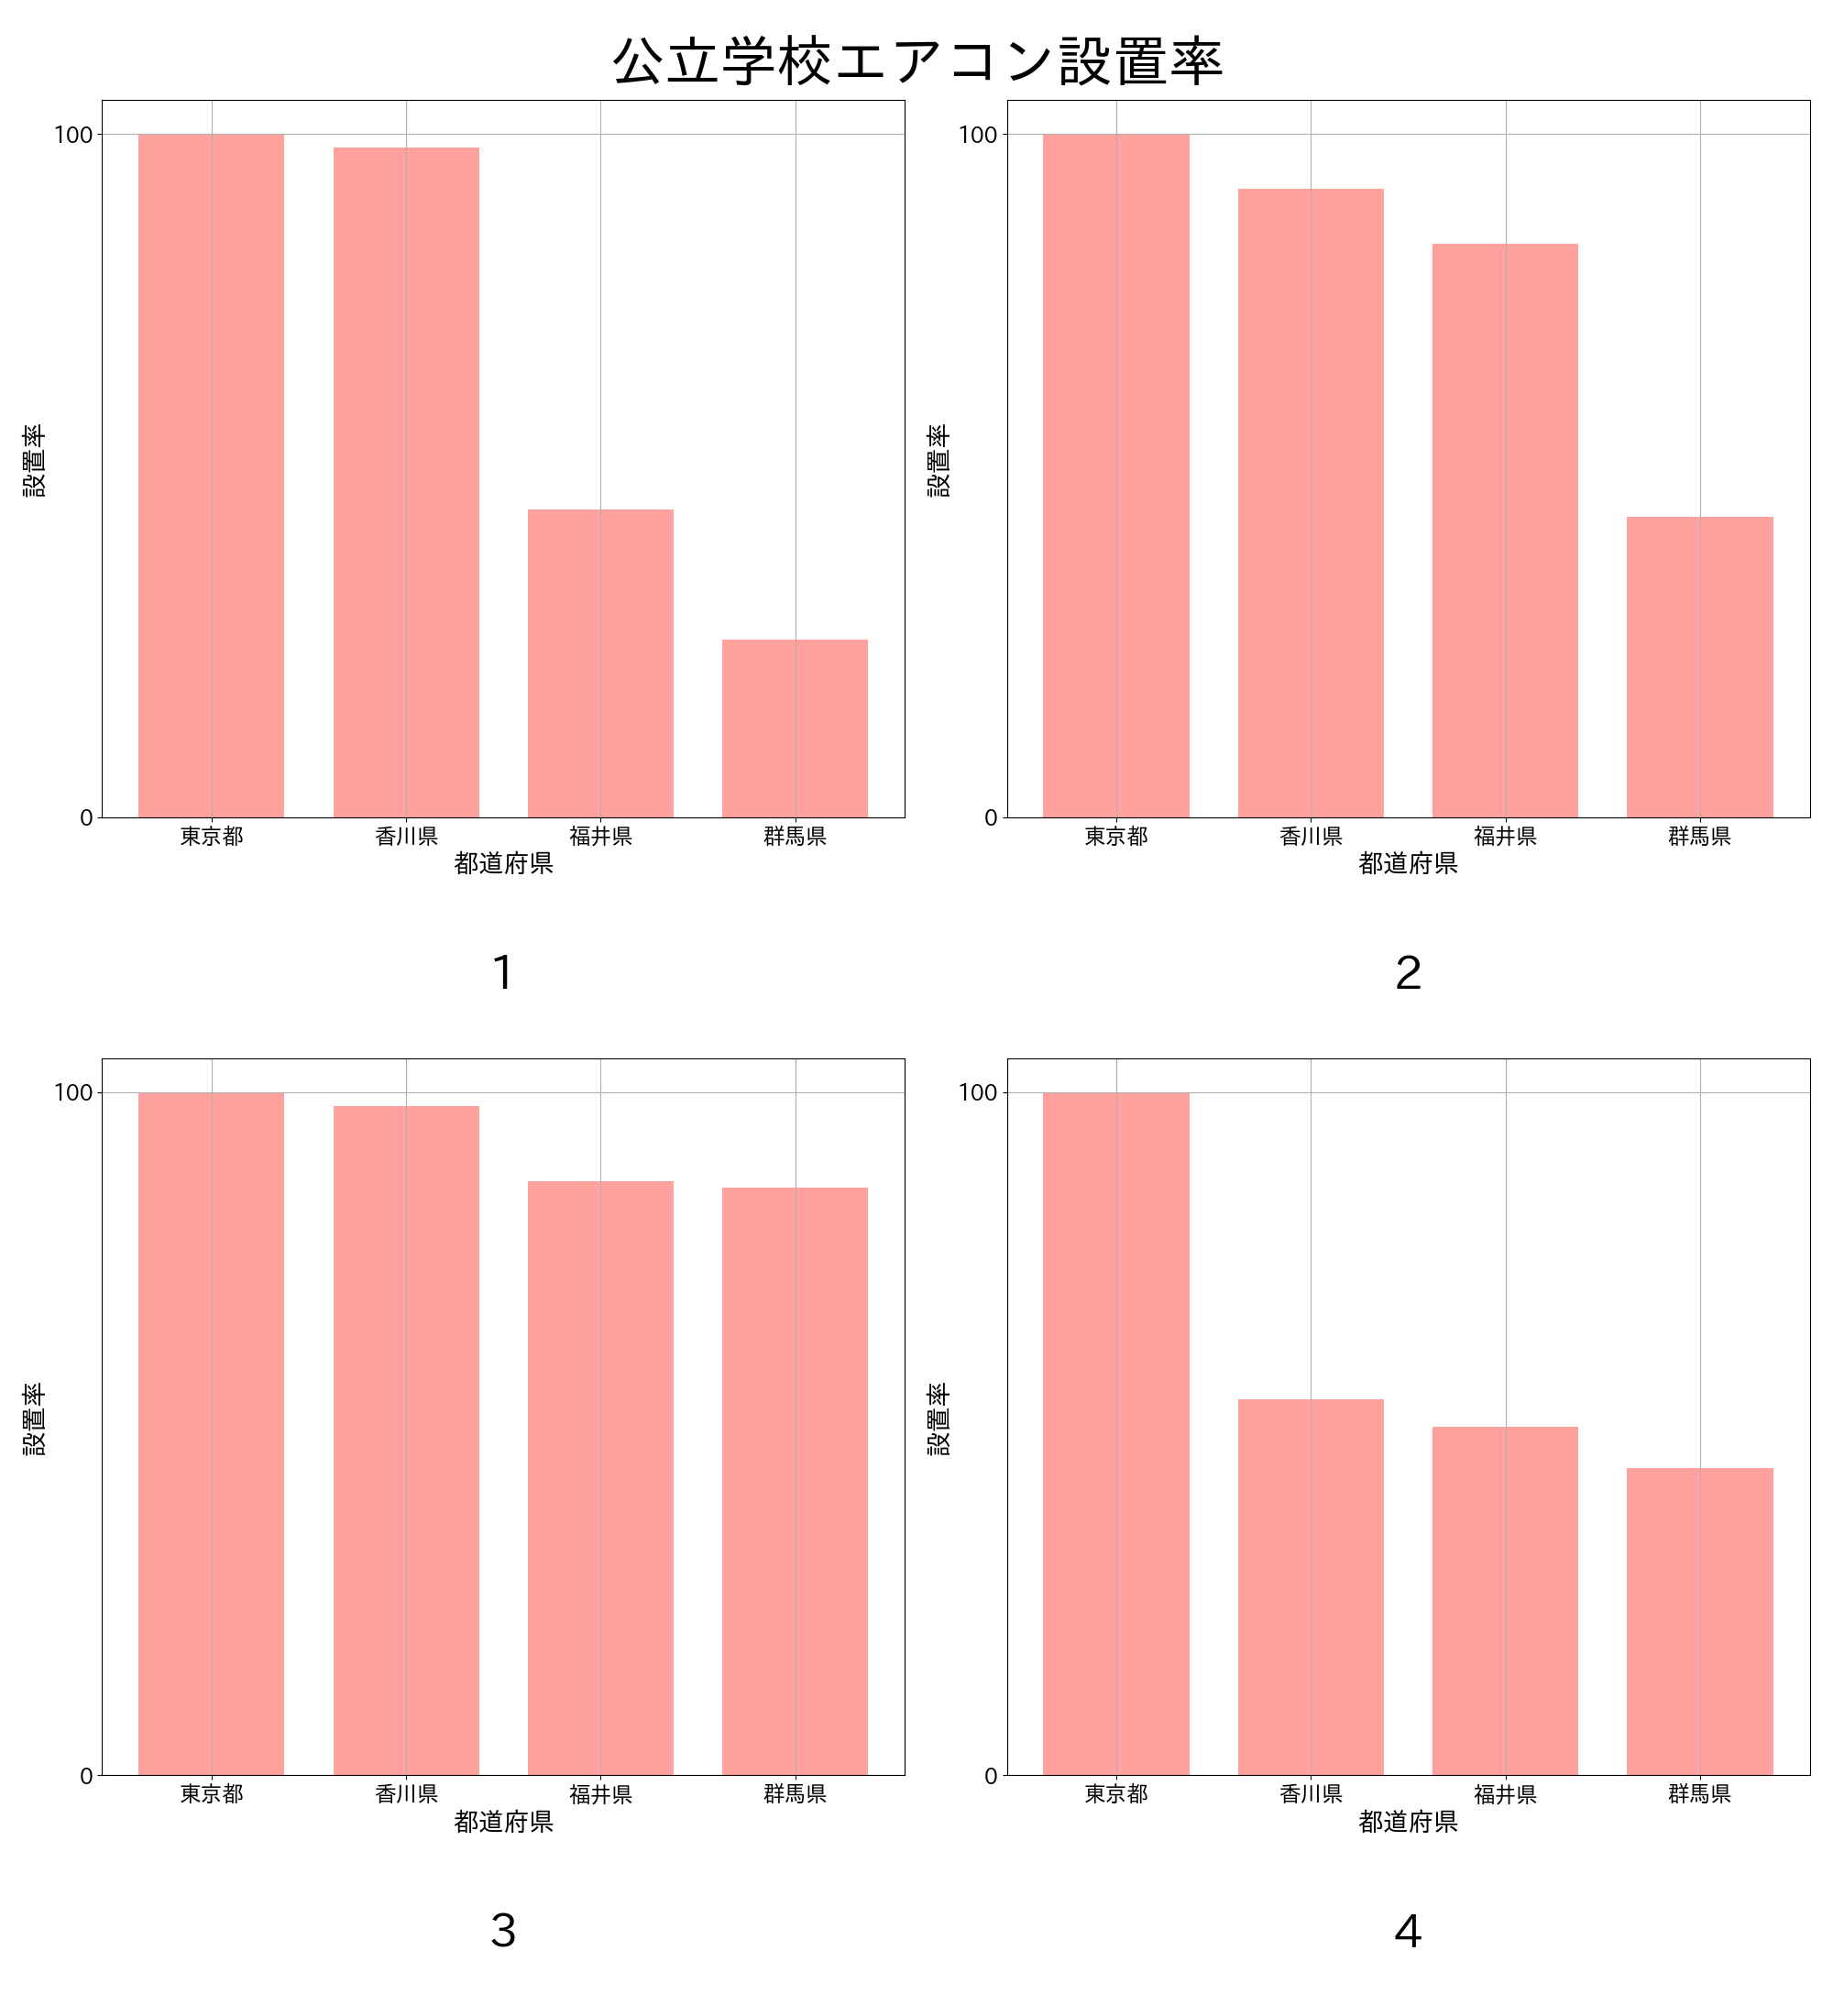 公立学校エアコン設置率
100
0
設置率
東京都 香川県 福井県 群馬県
都道府県
1
100
0
設置率
東京都 香川県 福井県 群馬県
都道府県
2
100
0
設置率
東京都 香川県 福井県 群馬県
都道府県
3
100
0
設置率
東京都 香川県 福井県 群馬県
都道府県
4